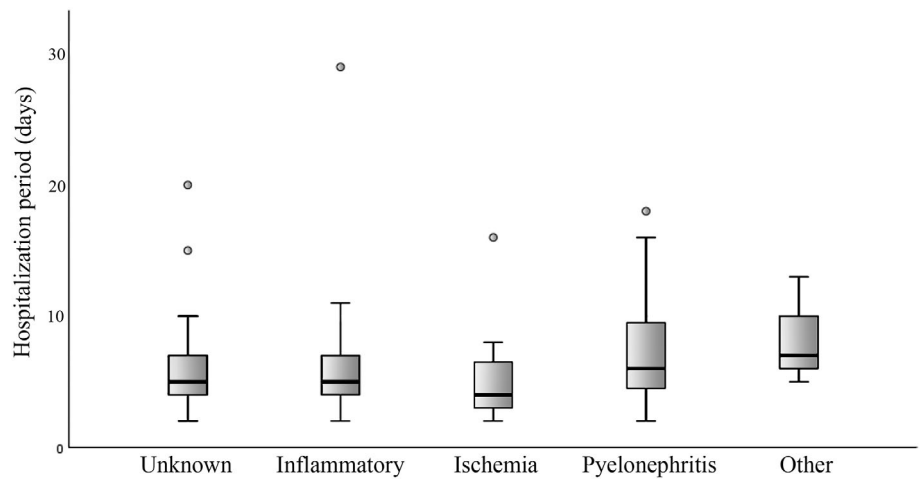 Hospitalization period (days)
30
20
10
0
Unknown Inflammatory Ischemia Pyelonephritis Other